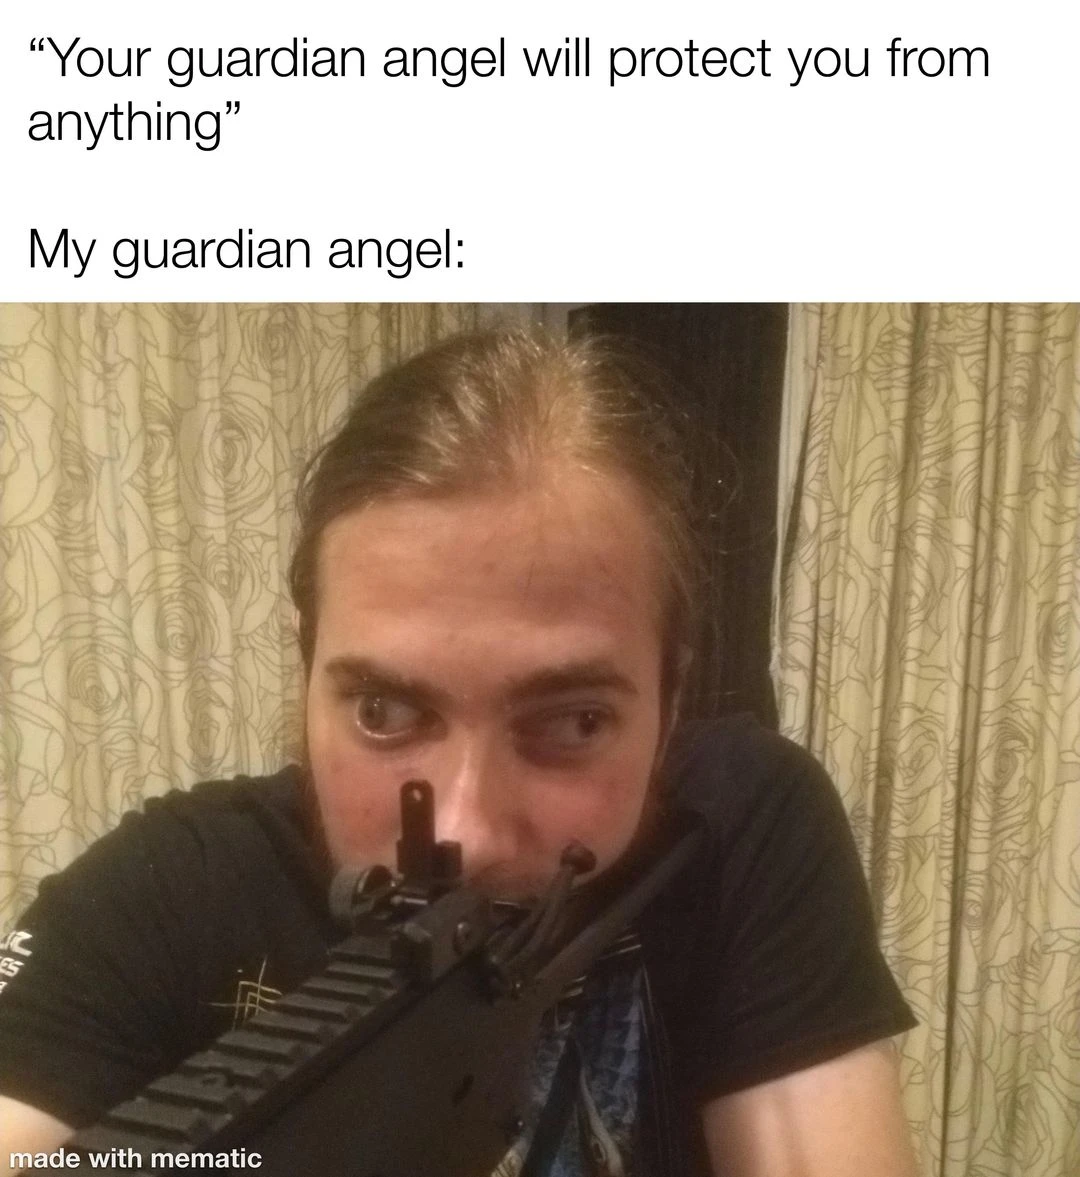 “Your guardian angel will protect you from
anything”
My guardian angel:
made with mematic